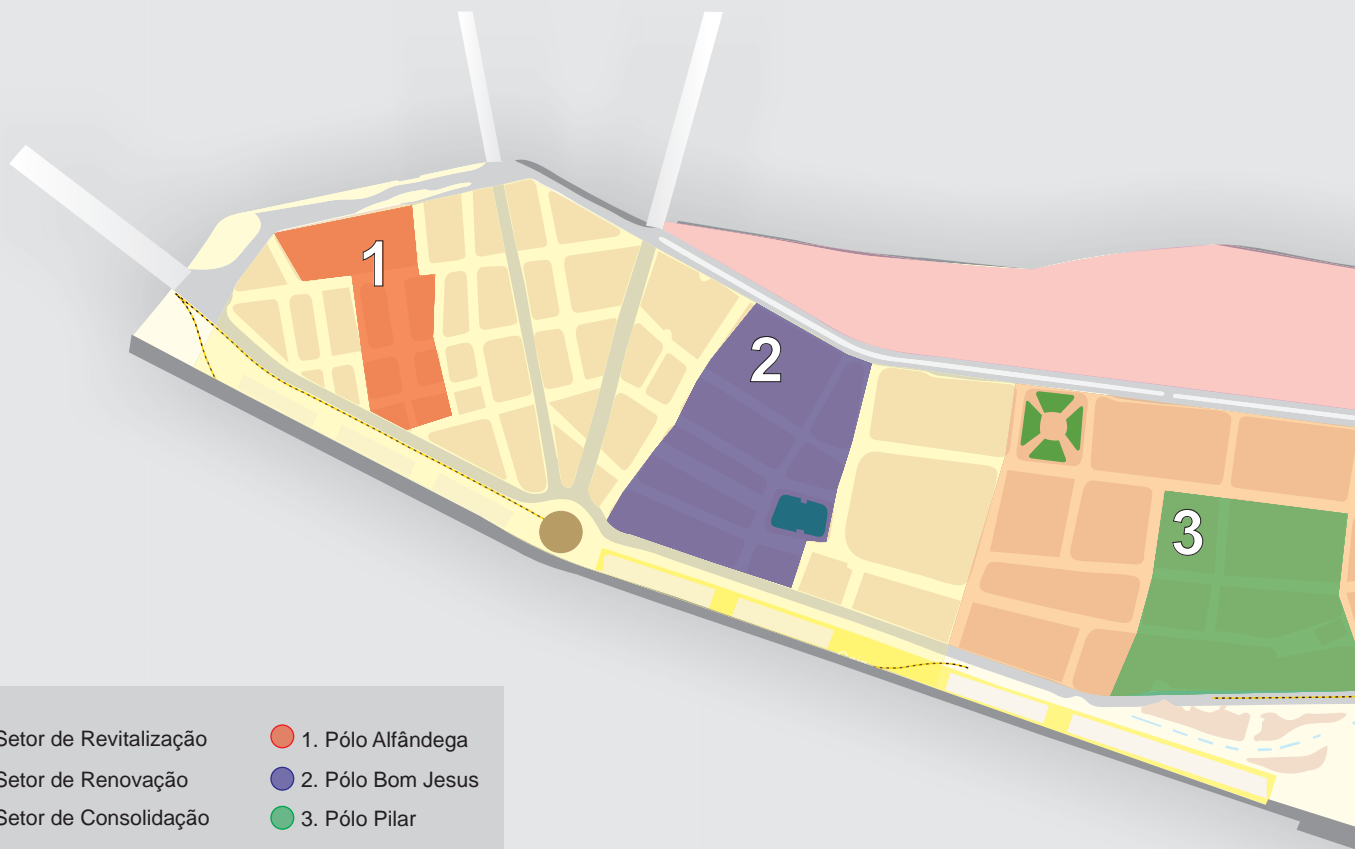 1
2
3
Setor de Revitalização
Setor de Renovação
Setor de Consolidação
1. Pólo Alfândega
2. Pólo Bom Jesus
3. Pólo Pilar